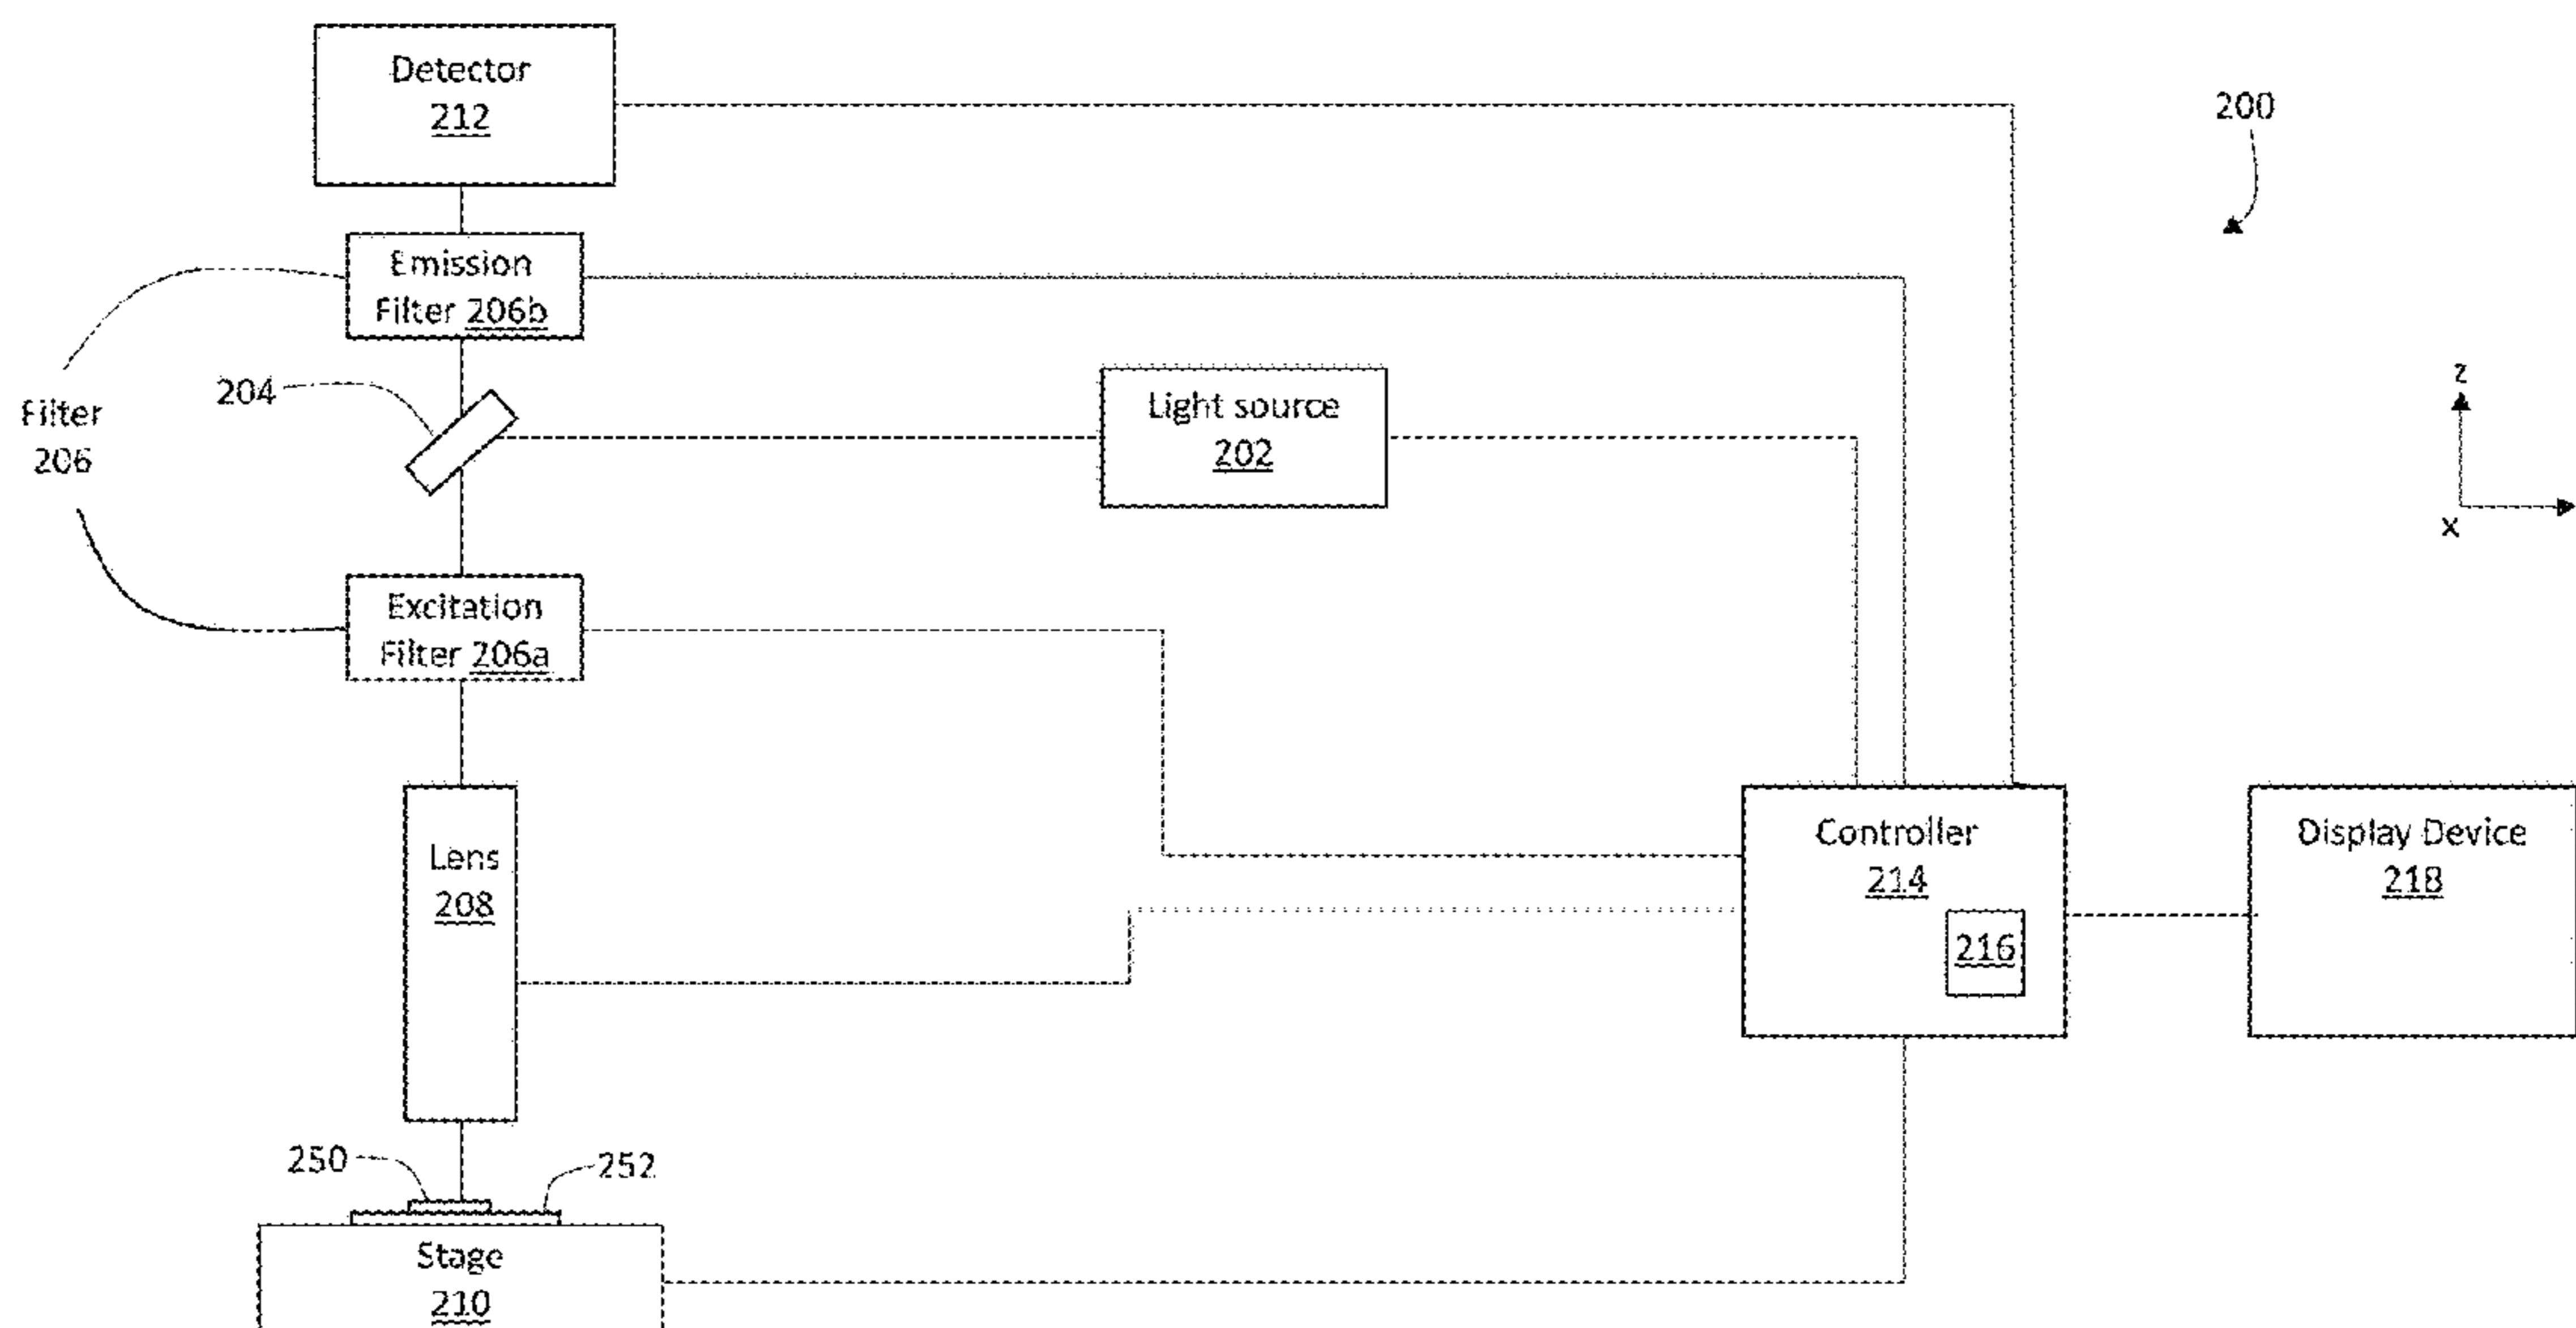 Detector
212
200
Emission
Filter 206b
204
Filter
206
Light source
202
z
x
Excitation
Filter 206a
Lens
208
Controller
214
216
Display Device
218
250
252
Stage
210